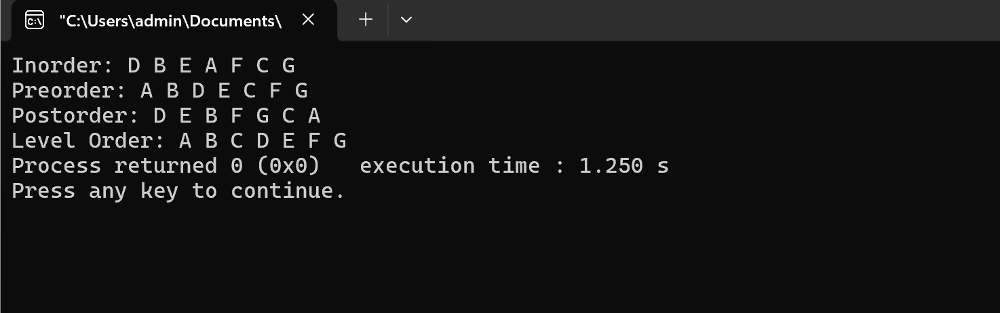 "C:\Users\admin\Documents\
Inorder: D B E A F C G
Preorder: A B D E C F G
Postorder: D E B F G C A
Level Order: A B C D E F G
Process returned 0 (0x0)   execution time : 1.250 s
Press any key to continue.